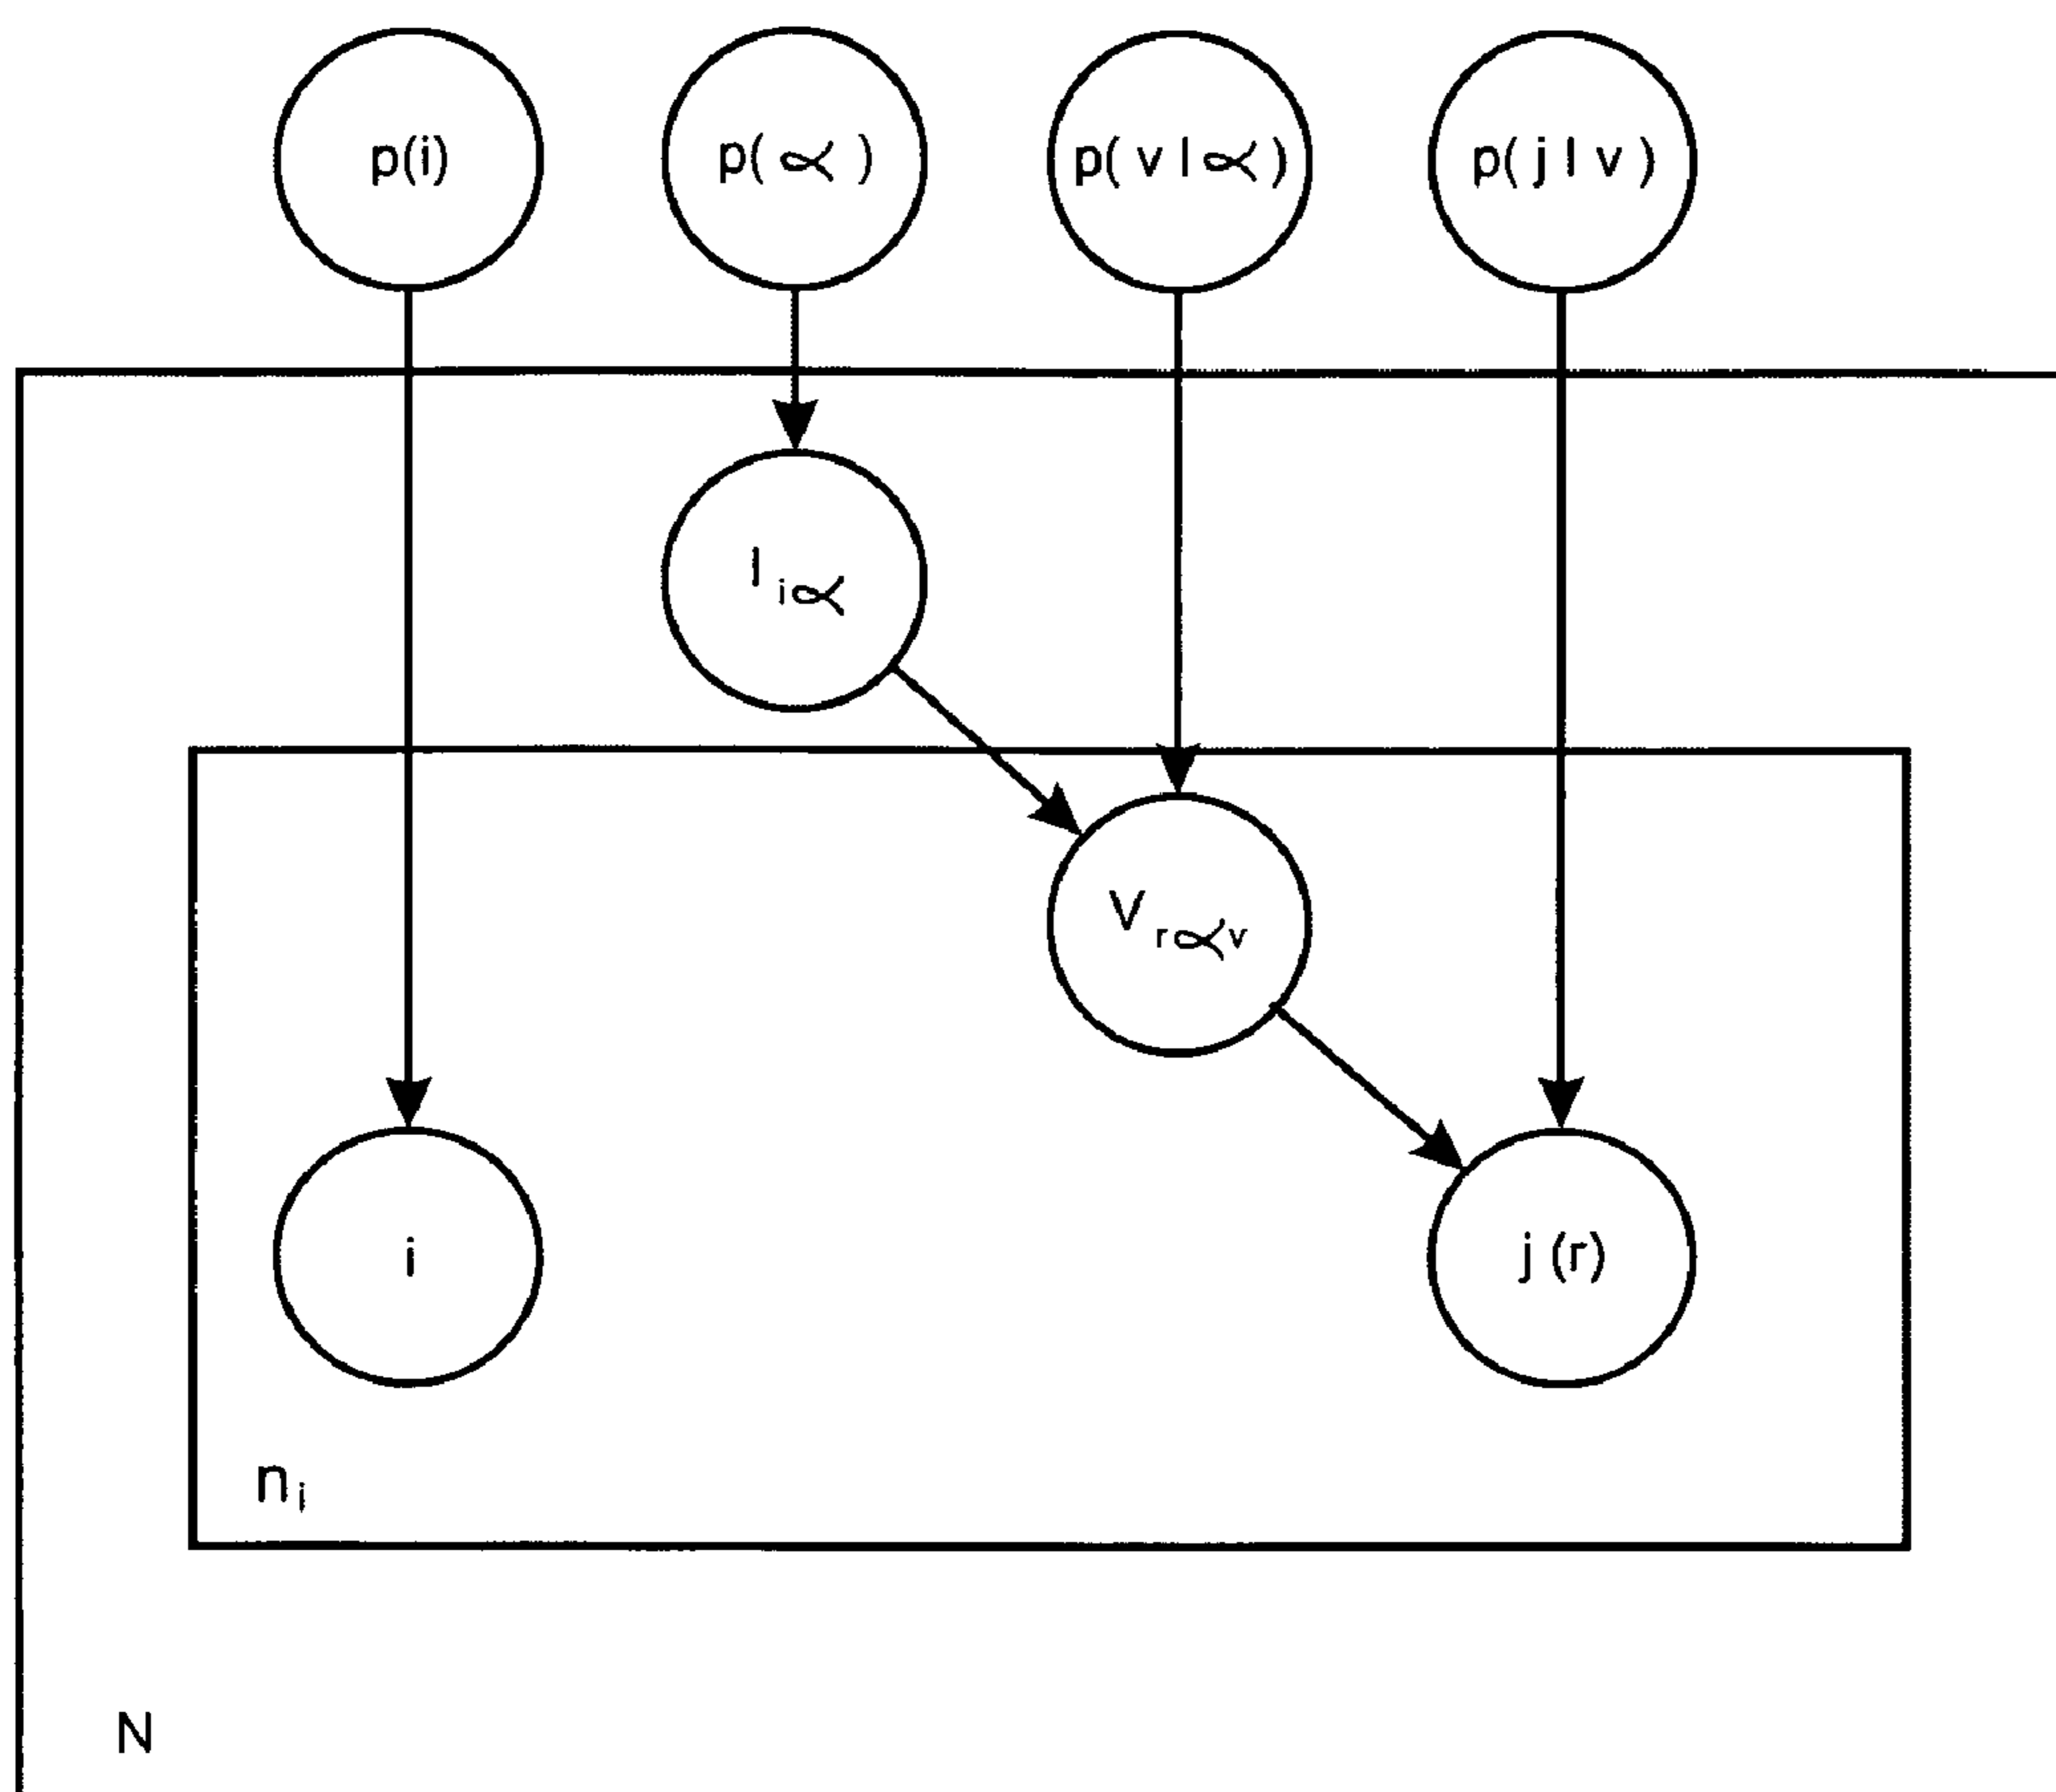 p(i)
p( ∝ )
p( v | ∝ )
p( j | v )
I i∝
V r∝v
i
j (r)
n i
N